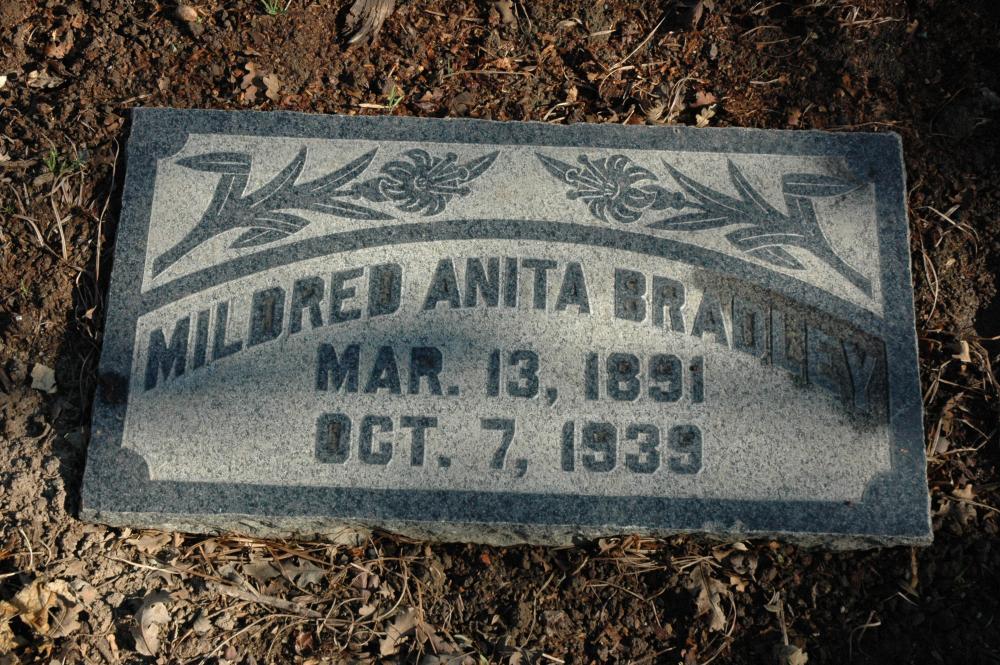 MILDRED ANITA BRADLEY
MAR. 13, 1891
OCT. 7, 1939